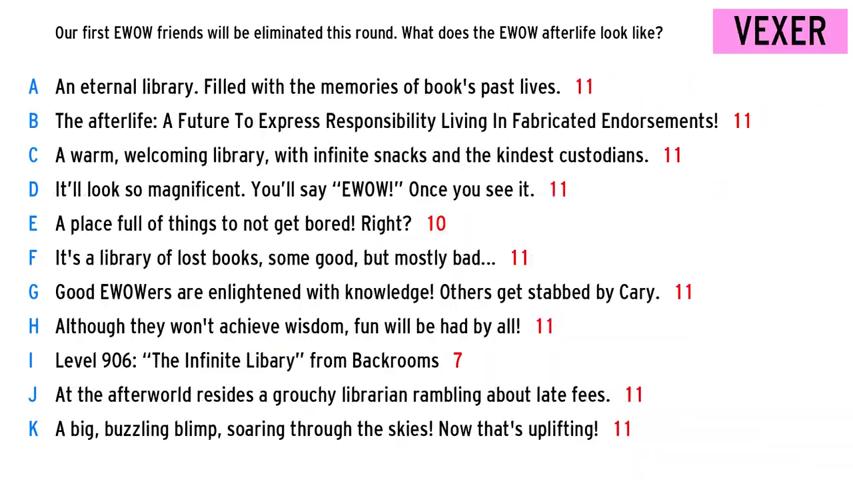 Our first EWOW friends will be eliminated this round. What does the EWOW afterlife look like?
VEXER
A An eternal library. Filled with the memories of book's past lives. 11
B The afterlife: A Future To Express Responsibility Living In Fabricated Endorsements! 11
C A warm, welcoming library, with infinite snacks and the kindest custodians. 11
D It’ll look so magnificent. You’ll say “EWOW!” Once you see it. 11
E A place full of things to not get bored! Right? 10
F It's a library of lost books, some good, but mostly bad... 11
G Good EWOWers are enlightened with knowledge! Others get stabbed by Cary. 11
H Although they won't achieve wisdom, fun will be had by all! 11
I Level 906: “The Infinite Libary” from Backrooms 7
J At the afterworld resides a grouchy librarian rambling about late fees. 11
K A big, buzzling blimp, soaring through the skies! Now that's uplifting! 11